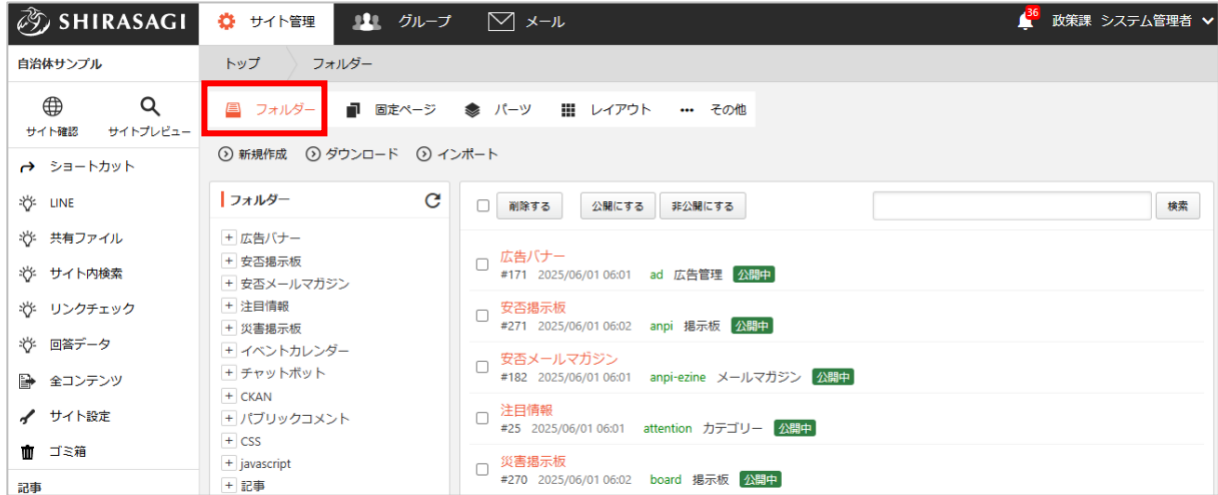 SHIRASAGI サイト管理 グループ メール 36 政策課 システム管理者
自治体サンプル
トップ フォルダー
サイト確認 サイトプレビュー
フォルダー 固定ページ パーツ レイアウト その他
新規作成 ダウンロード インポート
ショートカット
LINE
共有ファイル
サイト内検索
リンクチェック
回答データ
全コンテンツ
サイト設定
ゴミ箱
記事
フォルダー
広告バナー
安否掲示板
安否メールマガジン
注目情報
災害掲示板
イベントカレンダー
チャットボット
CKAN
パブリックコメント
CSS
javascript
記事
削除する 公開にする 非公開にする 検索
広告バナー
#171 2025/06/01 06:01 ad 広告管理 公開中
安否掲示板
#271 2025/06/01 06:02 anpi 掲示板 公開中
安否メールマガジン
#182 2025/06/01 06:01 anpi-ezine メールマガジン 公開中
注目情報
#25 2025/06/01 06:01 attention カテゴリー 公開中
災害掲示板
#270 2025/06/01 06:02 board 掲示板 公開中